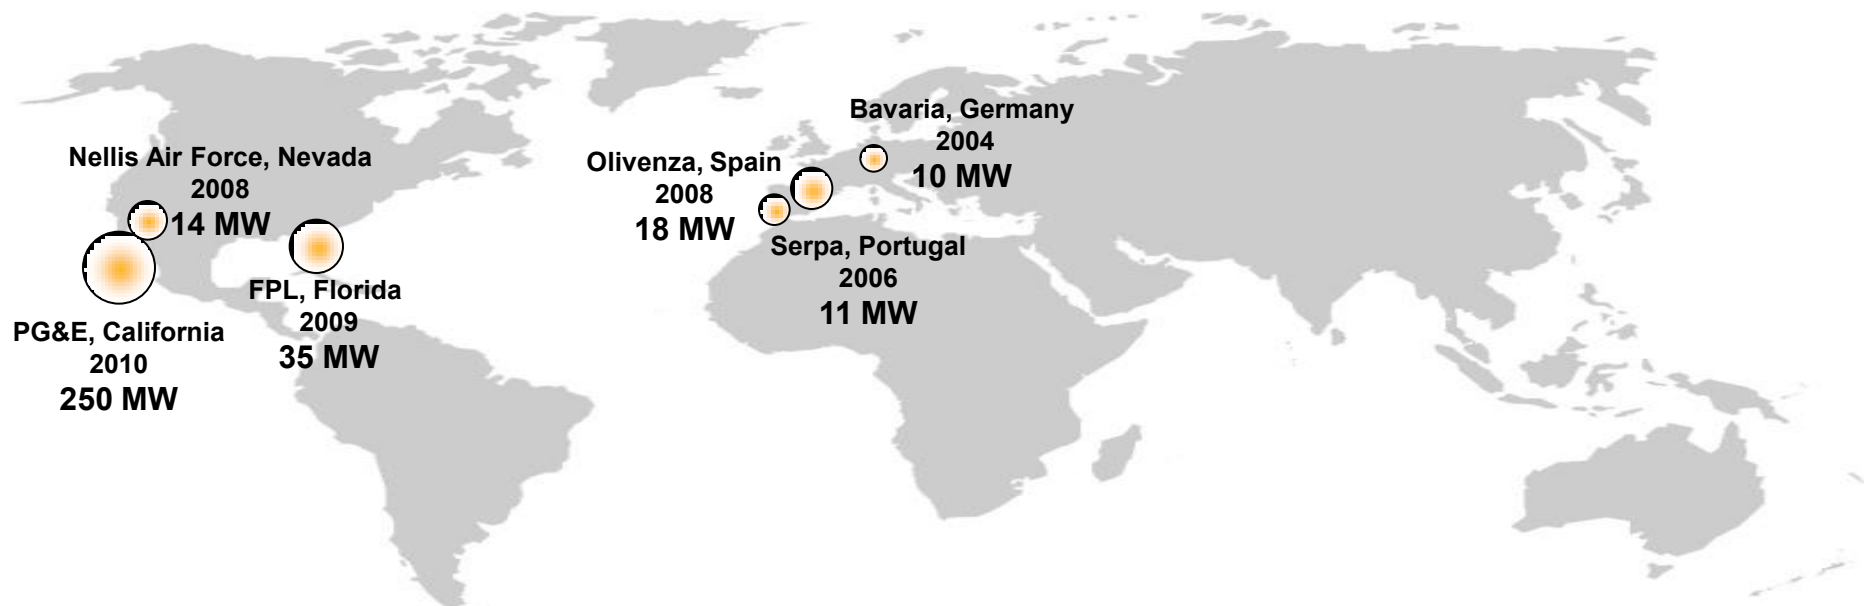 Nellis Air Force, Nevada
2008
14 MW
PG&E, California
2010
250 MW
FPL, Florida
2009
35 MW
Olivenza, Spain
2008
18 MW
Bavaria, Germany
2004
10 MW
Serpa, Portugal
2006
11 MW